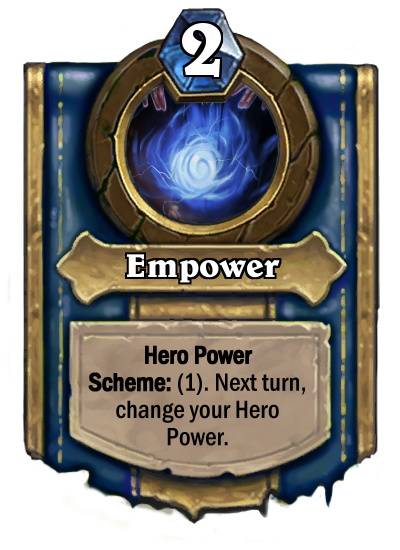 2
Empower
Hero Power
Scheme: (1). Next turn,
change your Hero
Power.